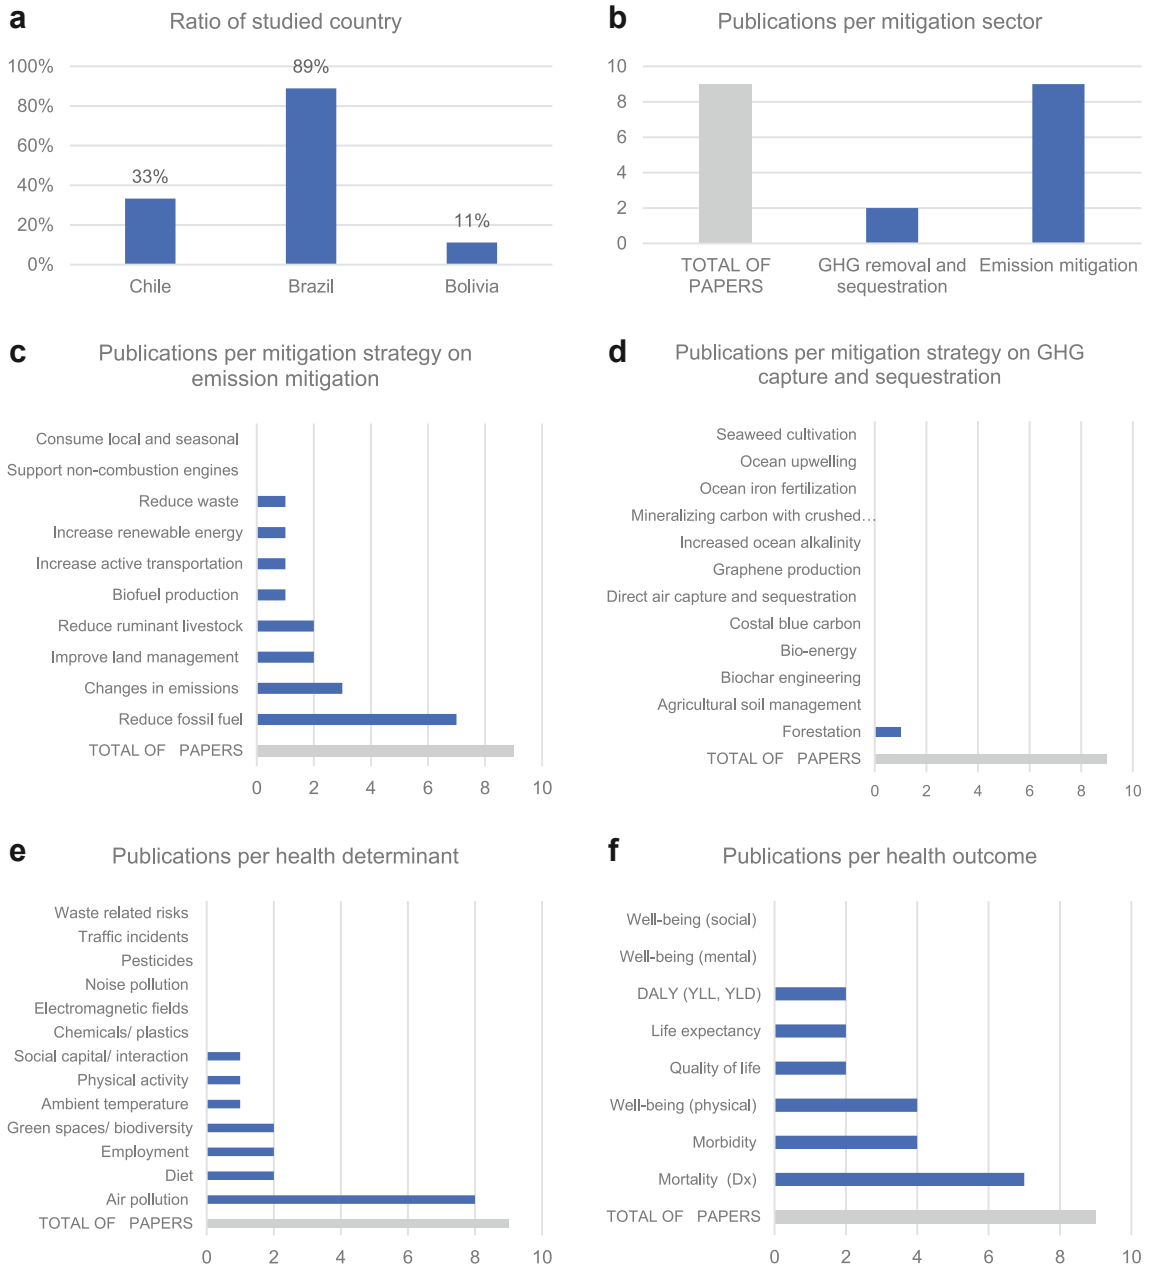 a
Ratio of studied country
100%
80%
60%
40%
20%
0%
33%
89%
11%
Chile
Brazil
Bolivia
b
Publications per mitigation sector
10
8
6
4
2
0
TOTAL OF
PAPERS
GHG removal and
sequestration
Emission mitigation
c
Publications per mitigation strategy on
emission mitigation
Consume local and seasonal
Support non-combustion engines
Reduce waste
Increase renewable energy
Increase active transportation
Biofuel production
Reduce ruminant livestock
Improve land management
Changes in emissions
Reduce fossil fuel
TOTAL OF PAPERS
0 2 4 6 8 10
d
Publications per mitigation strategy on GHG
capture and sequestration
Seaweed cultivation
Ocean upwelling
Ocean iron fertilization
Mineralizing carbon with crushed…
Increased ocean alkalinity
Graphene production
Direct air capture and sequestration
Costal blue carbon
Bio-energy
Biochar engineering
Agricultural soil management
Forestation
TOTAL OF PAPERS
0 2 4 6 8 10
e
Publications per health determinant
Waste related risks
Traffic incidents
Pesticides
Noise pollution
Electromagnetic fields
Chemicals/ plastics
Social capital/ interaction
Physical activity
Ambient temperature
Green spaces/ biodiversity
Employment
Diet
Air pollution
TOTAL OF PAPERS
0 2 4 6 8 10
f
Publications per health outcome
Well-being (social)
Well-being (mental)
DALY (YLL, YLD)
Life expectancy
Quality of life
Well-being (physical)
Morbidity
Mortality (Dx)
TOTAL OF PAPERS
0 2 4 6 8 10